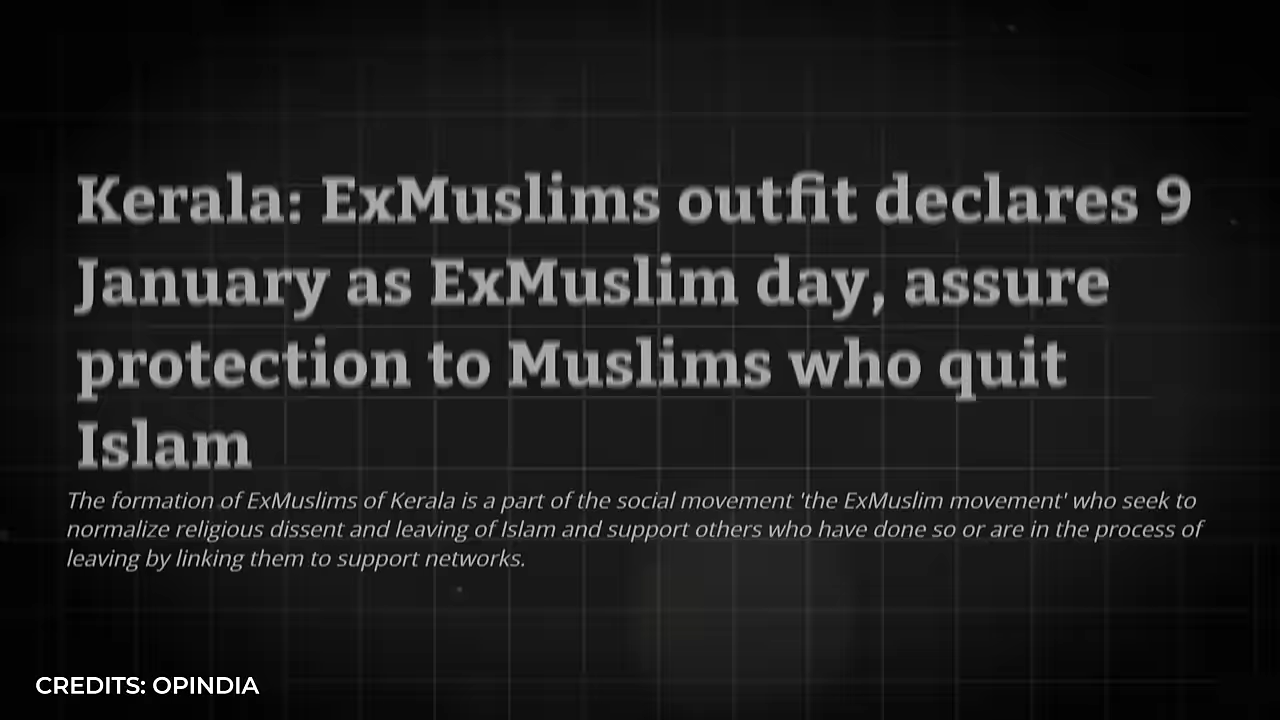 Kerala: ExMuslims outfit declares 9
January as ExMuslim day, assure
protection to Muslims who quit
Islam
The formation of ExMuslims of Kerala is a part of the social movement 'the ExMuslim movement' who seek to
normalize religious dissent and leaving of Islam and support others who have done so or are in the process of
leaving by linking them to support networks.
CREDITS: OPINDIA